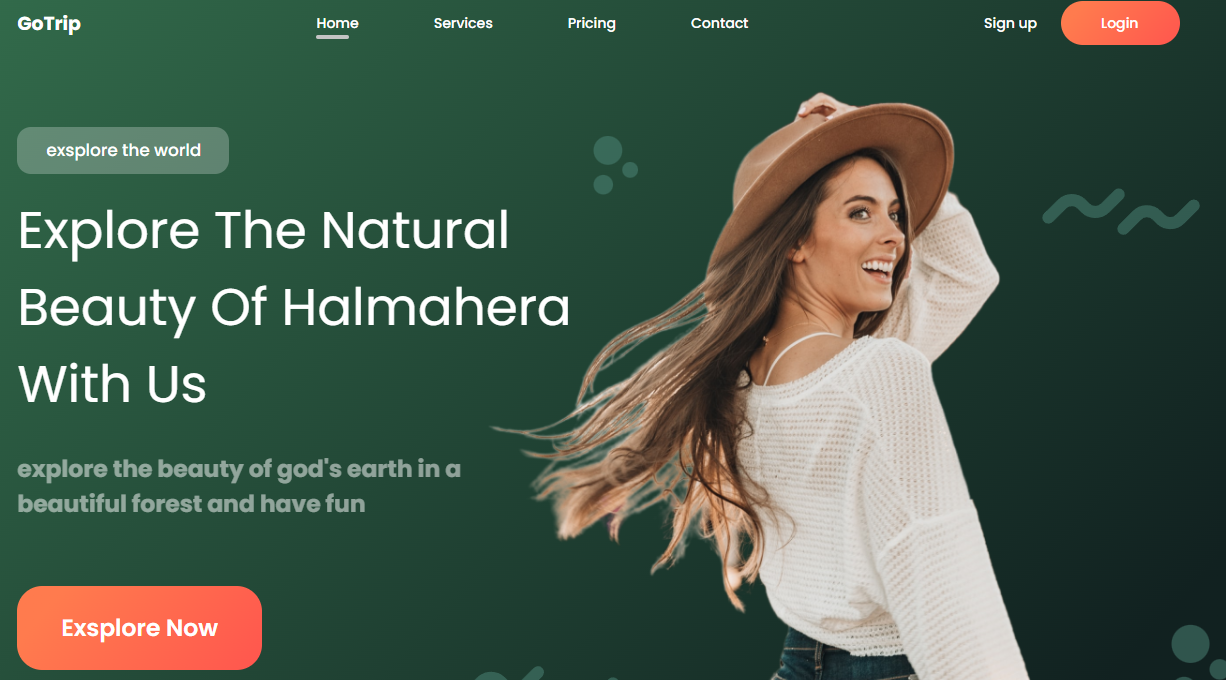 GoTrip
Home
Services
Pricing
Contact
Sign up
Login
exsplore the world
Explore The Natural
Beauty Of Halmahera
With Us
explore the beauty of god's earth in a
beautiful forest and have fun
Exsplore Now